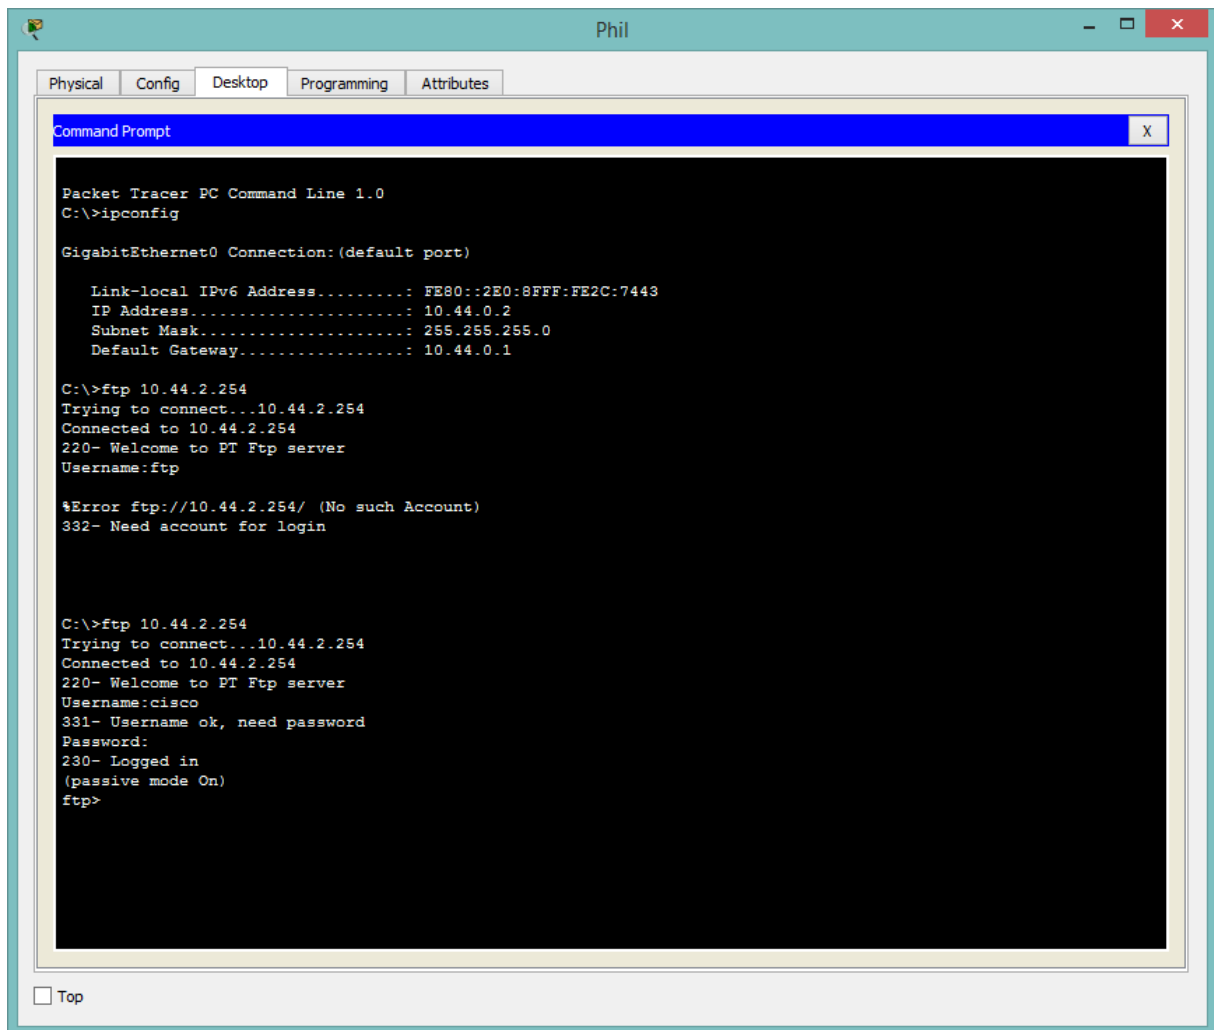 Phil
Physical Config Desktop Programming Attributes
Command Prompt X
Packet Tracer PC Command Line 1.0
C:\>ipconfig
GigabitEthernet0 Connection:(default port)
Link-local IPv6 Address.........: FE80::2E0:8FFF:FE2C:7443
IP Address......................: 10.44.0.2
Subnet Mask.....................: 255.255.255.0
Default Gateway.................: 10.44.0.1
C:\>ftp 10.44.2.254
Trying to connect...10.44.2.254
Connected to 10.44.2.254
220- Welcome to PT Ftp server
Username:ftp
%Error ftp://10.44.2.254/ (No such Account)
332- Need account for login
C:\>ftp 10.44.2.254
Trying to connect...10.44.2.254
Connected to 10.44.2.254
220- Welcome to PT Ftp server
Username:cisco
331- Username ok, need password
Password:
230- Logged in
(passive mode On)
ftp>
Top